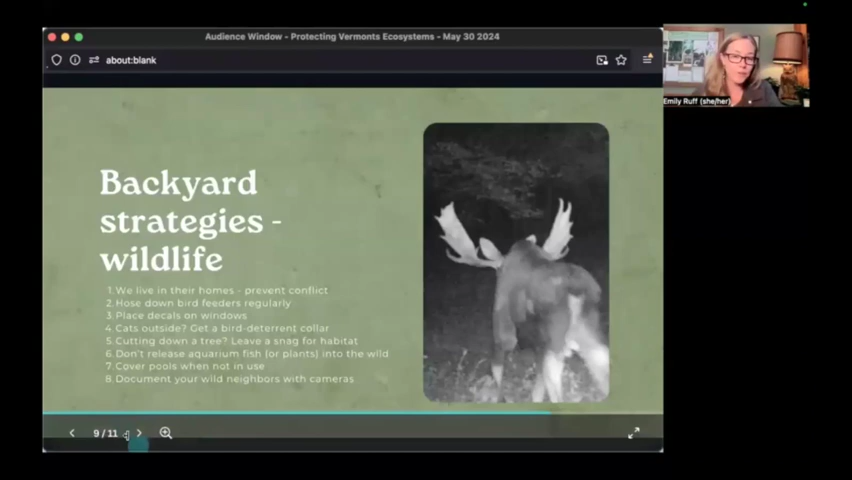 Audience Window - Protecting Vermonts Ecosystems - May 30 2024
about:blank
Emily Ruff (she/her)
Backyard
strategies -
wildlife
1. We live in their homes - prevent conflict
2. Hose down bird feeders regularly
3. Place decals on windows
4. Cats outside? Get a bird-deterrent collar
5. Cutting down a tree? Leave a snag for habitat
6. Don't release aquarium fish (or plants) into the wild
7. Cover pools when not in use
8. Document your wild neighbors with cameras
9 / 11